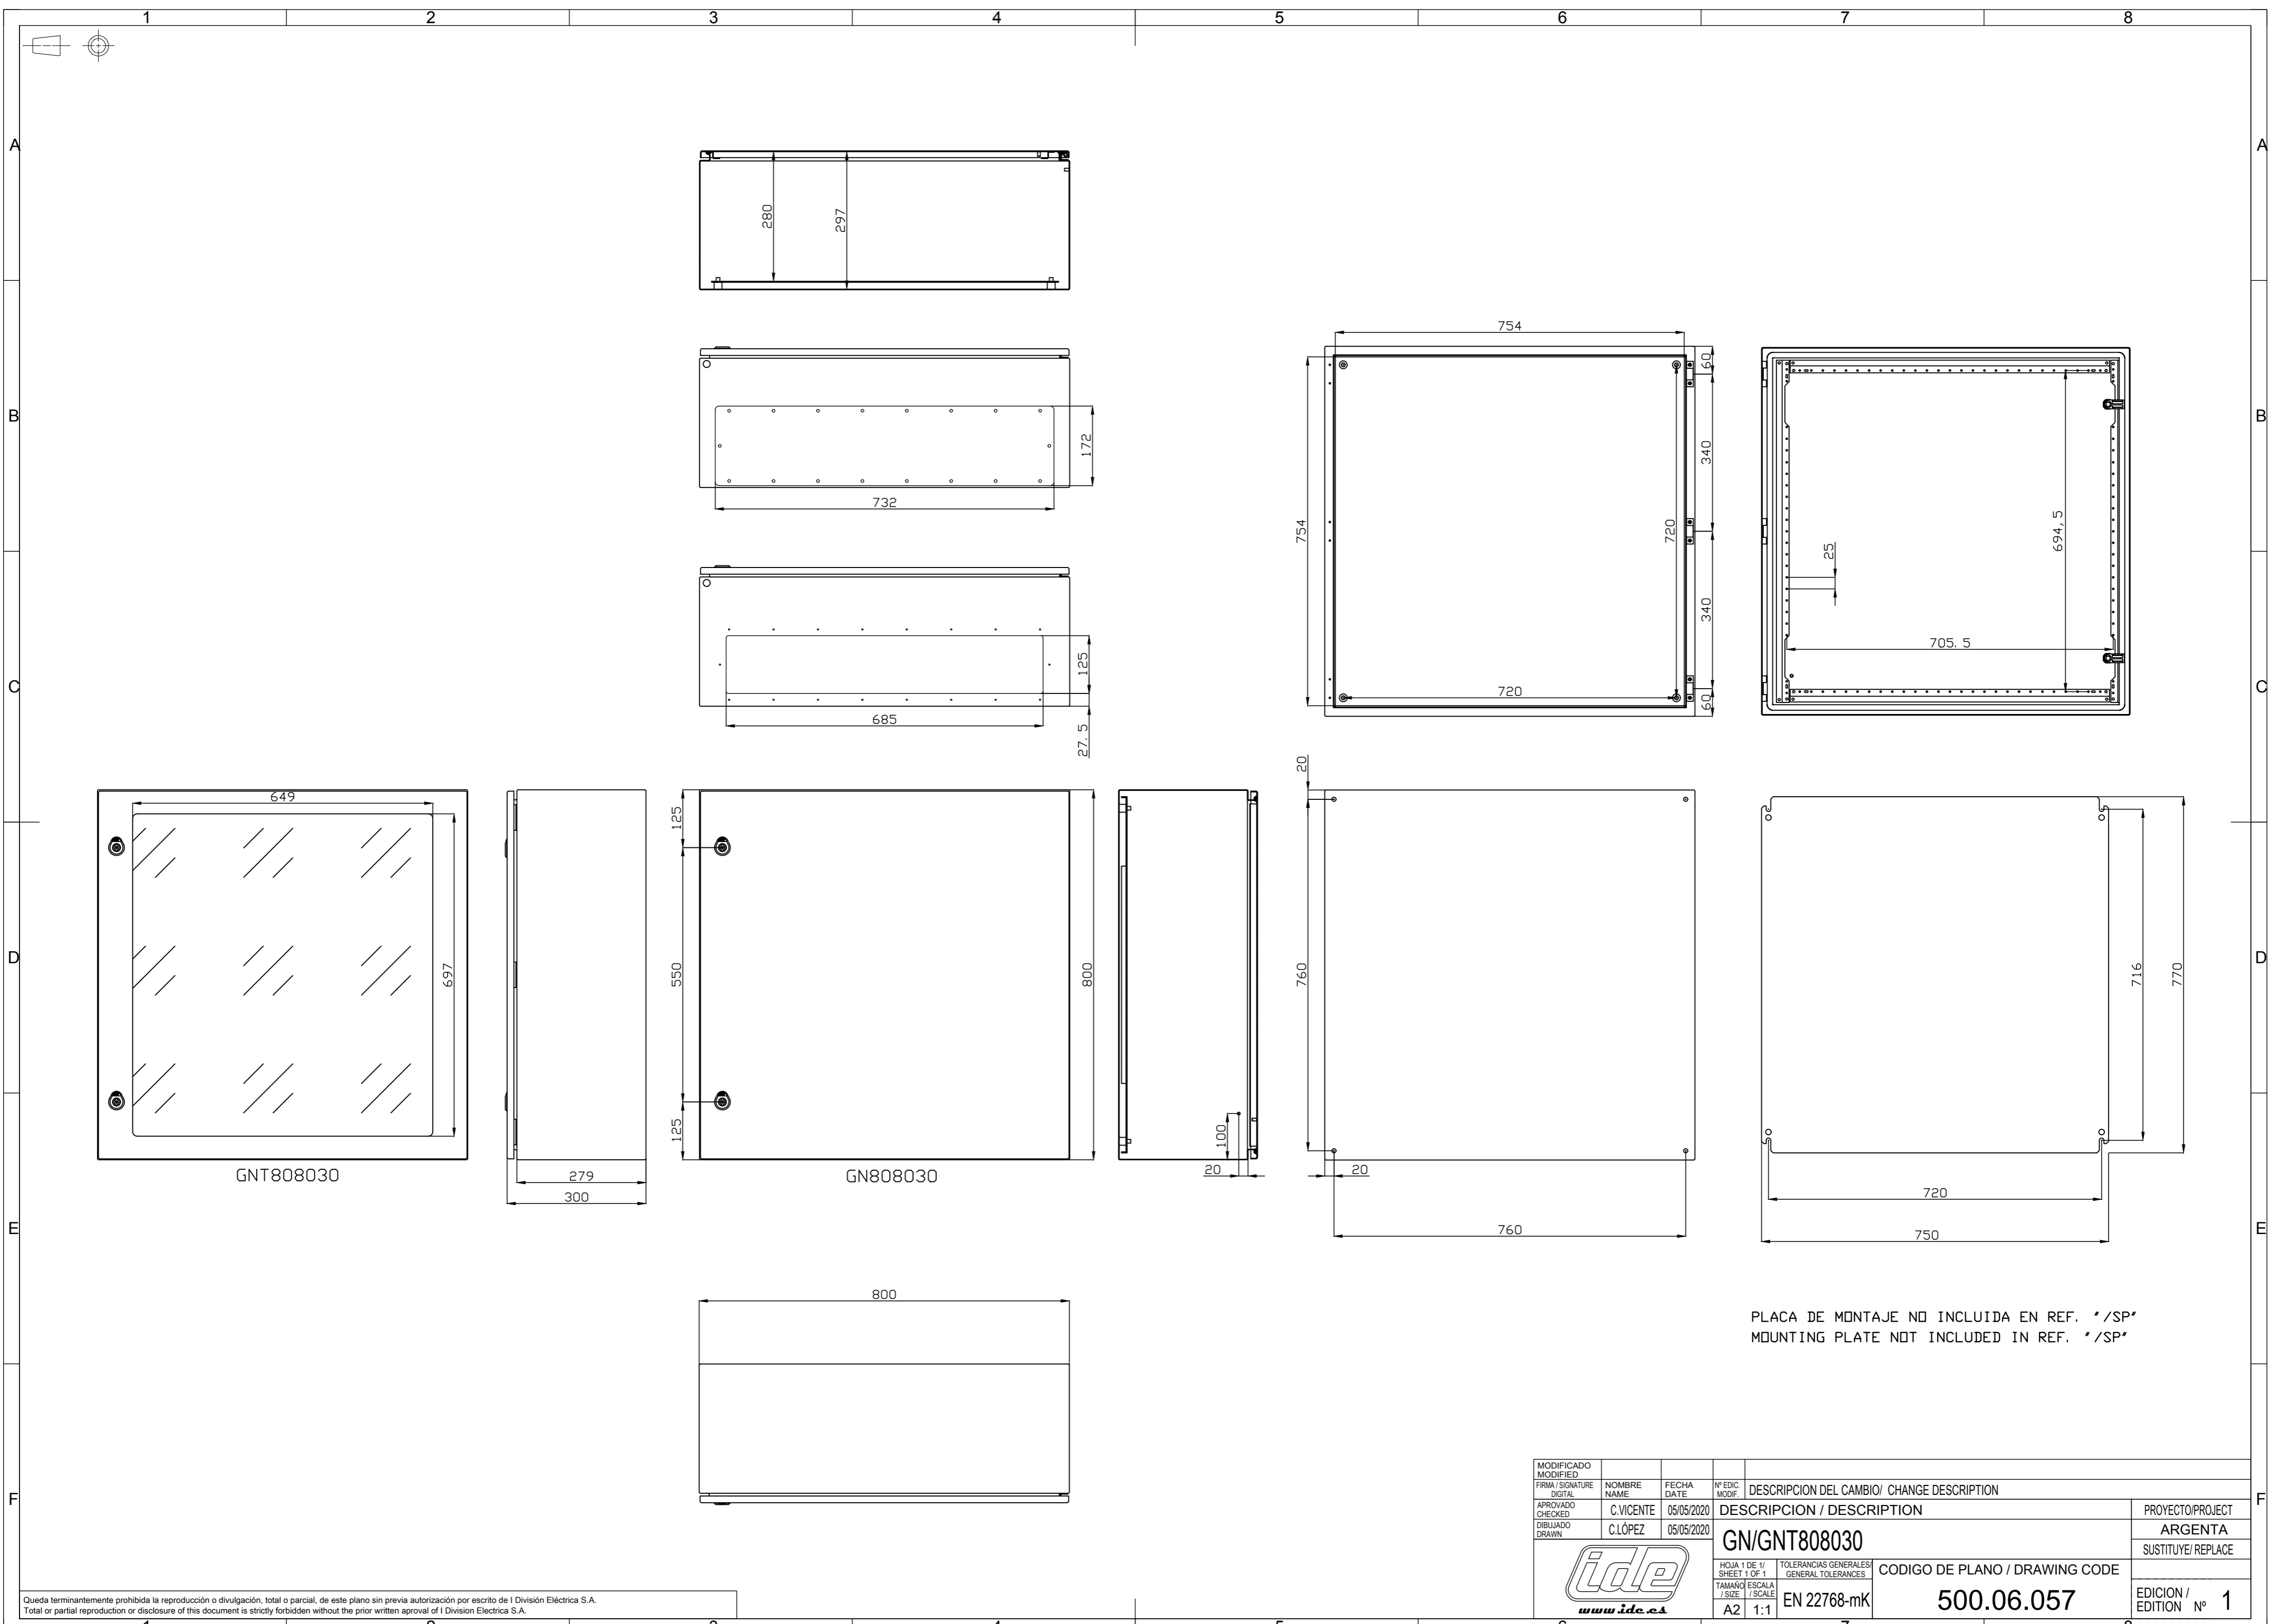 1 2 3 4 5 6 7 8
A A
280
297
B B
172
732
125
685
27. 5
754
60
340
754
720
340
720
60
694, 5
25
705. 5
C C
649
697
GNT808030
279
300
125
550
125
800
GN808030
100
20
20
760
20
760
716
770
720
750
D D
E E
800
PLACA DE MONTAJE NO INCLUIDA EN REF. "/SP"
MOUNTING PLATE NOT INCLUDED IN REF. "/SP"
F F
MODIFICADO
MODIFIED
FIRMA / SIGNATURE
DIGITAL
NOMBRE
NAME
FECHA
DATE
Nº EDIC.
MODIF.
DESCRIPCION DEL CAMBIO/ CHANGE DESCRIPTION
APROVADO
CHECKED
C.VICENTE 05/05/2020
DESCRIPCION / DESCRIPTION
PROYECTO/PROJECT
DIBUJADO
DRAWN
C.LÓPEZ 05/05/2020
GN/GNT808030
ARGENTA
SUSTITUYE/ REPLACE
ide
www.ide.es
HOJA 1 DE 1/
SHEET 1 OF 1
TOLERANCIAS GENERALES/
GENERAL TOLERANCES
CODIGO DE PLANO / DRAWING CODE
TAMAÑO
/ SIZE
ESCALA
/ SCALE
A2 1:1
EN 22768-mK
500.06.057
EDICION /
EDITION Nº 1
Queda terminantemente prohibida la reproducción o divulgación, total o parcial, de este plano sin previa autorización por escrito de I División Eléctrica S.A.
Total or partial reproduction or disclosure of this document is strictly forbidden without the prior written aproval of I Division Electrica S.A.